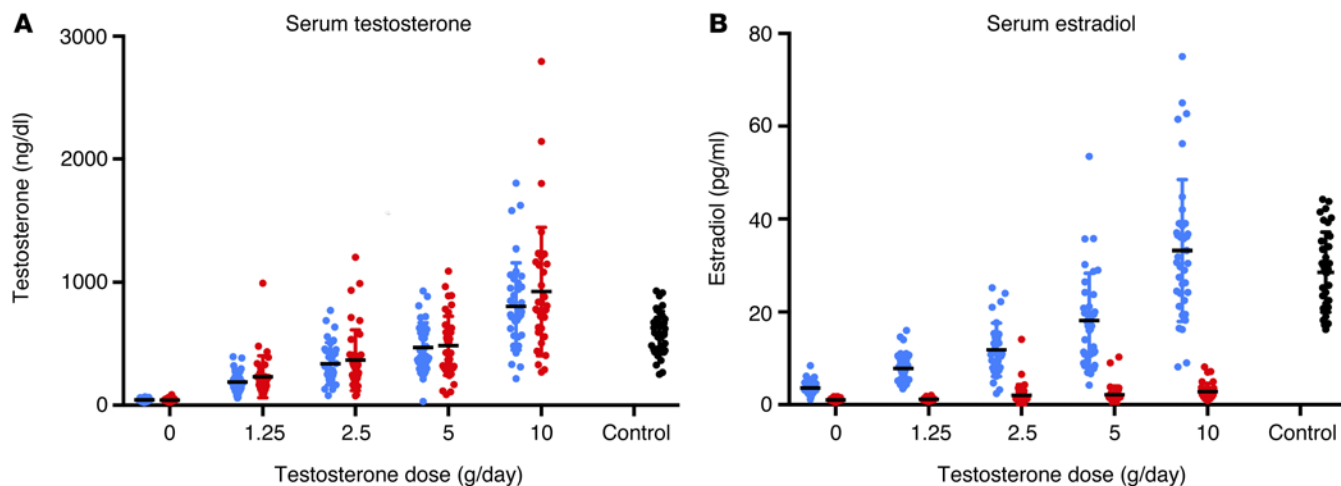 A
Serum testosterone
3000
2000
1000
0
Testosterone (ng/dl)
0 1.25 2.5 5 10 Control
Testosterone dose (g/day)
B
Serum estradiol
80
60
40
20
0
Estradiol (pg/ml)
0 1.25 2.5 5 10 Control
Testosterone dose (g/day)